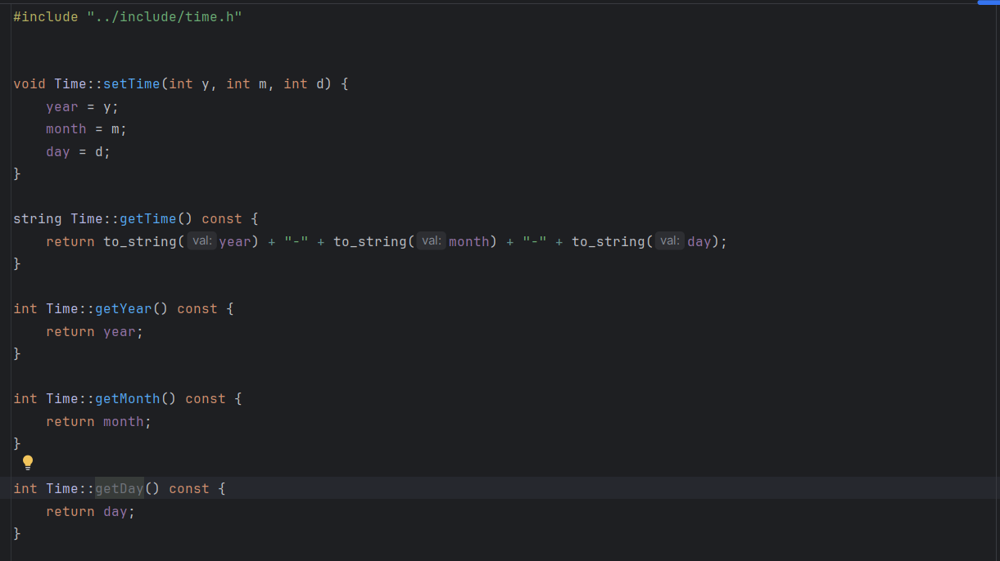 #include "../include/time.h"
void Time::setTime(int y, int m, int d) {
    year = y;
    month = m;
    day = d;
}
string Time::getTime() const {
    return to_string( val: year) + "-" + to_string( val: month) + "-" + to_string( val: day);
}
int Time::getYear() const {
    return year;
}
int Time::getMonth() const {
    return month;
}
int Time::getDay() const {
    return day;
}